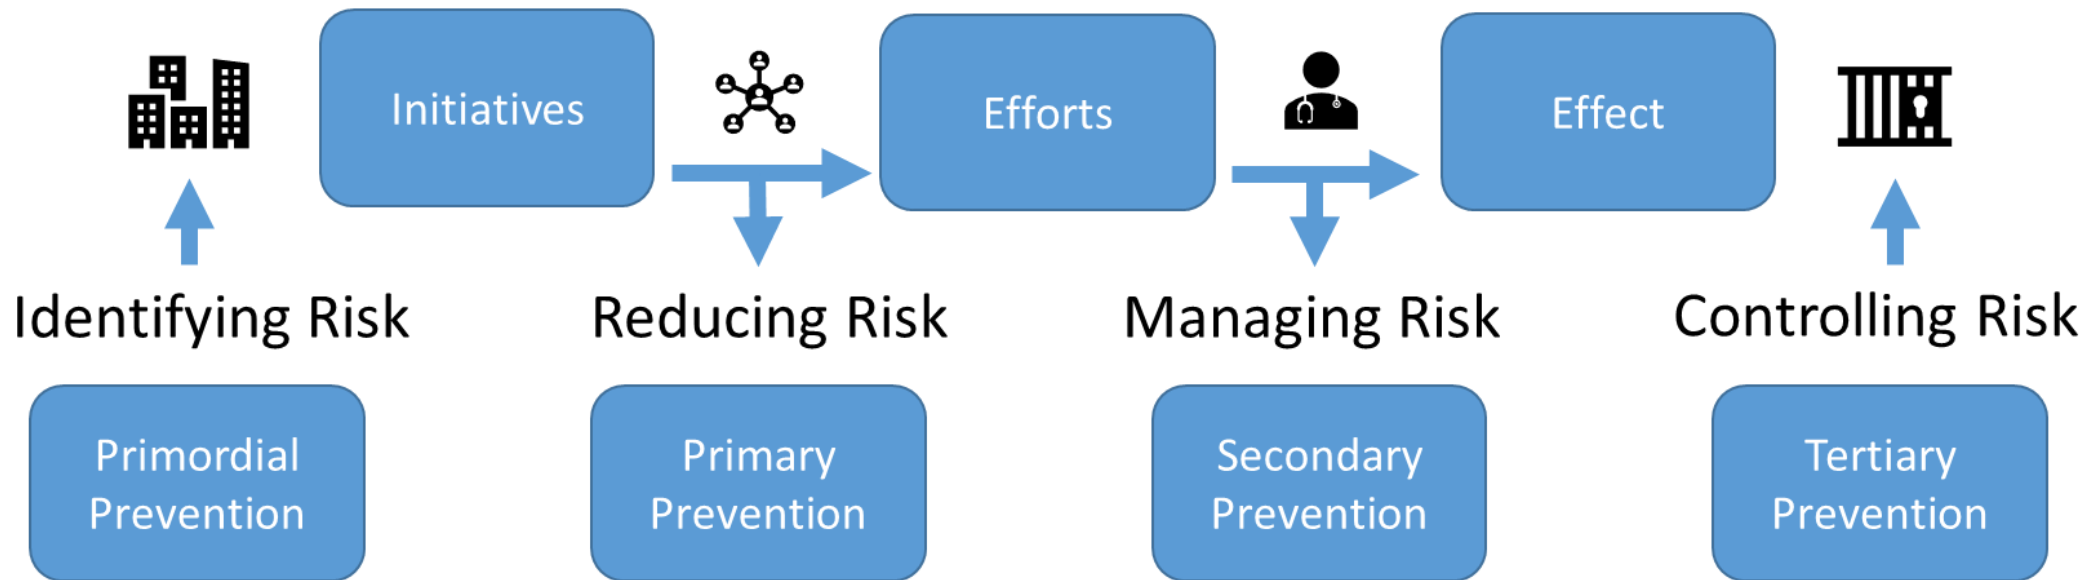 Initiatives
Efforts
Effect
Identifying Risk
Reducing Risk
Managing Risk
Controlling Risk
Primordial
Prevention
Primary
Prevention
Secondary
Prevention
Tertiary
Prevention